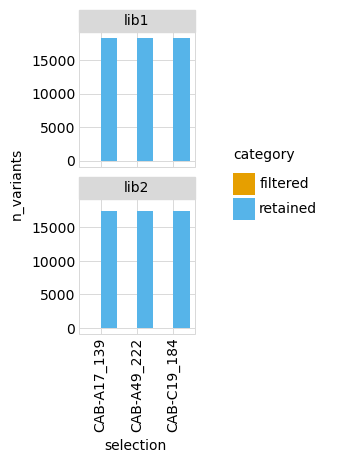 lib1
15000
10000
5000
0
lib2
15000
10000
5000
0
n_variants
CAB-A17_139
CAB-A49_222
CAB-C19_184
selection
category
filtered
retained